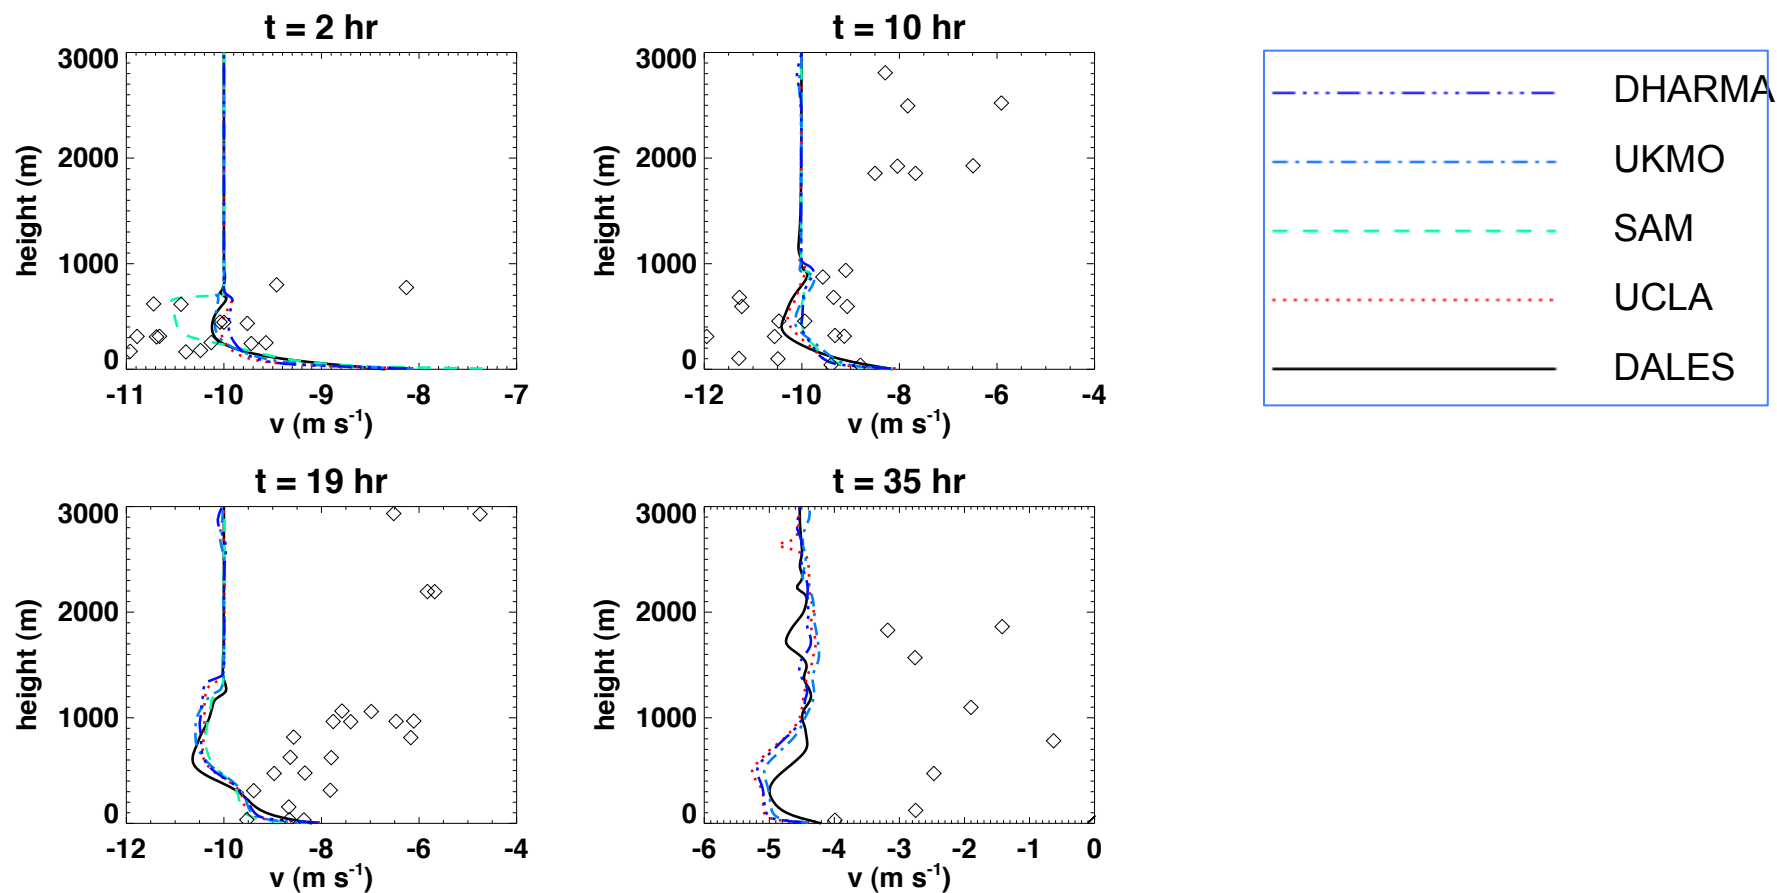 t = 2 hr
3000
2000
1000
0
height (m)
-11 -10 -9 -8 -7
v (m s⁻¹)
t = 10 hr
3000
2000
1000
0
height (m)
-12 -10 -8 -6 -4
v (m s⁻¹)
DHARMA
UKMO
SAM
UCLA
DALES
t = 19 hr
3000
2000
1000
0
height (m)
-12 -10 -8 -6 -4
v (m s⁻¹)
t = 35 hr
3000
2000
1000
0
height (m)
-6 -5 -4 -3 -2 -1 0
v (m s⁻¹)